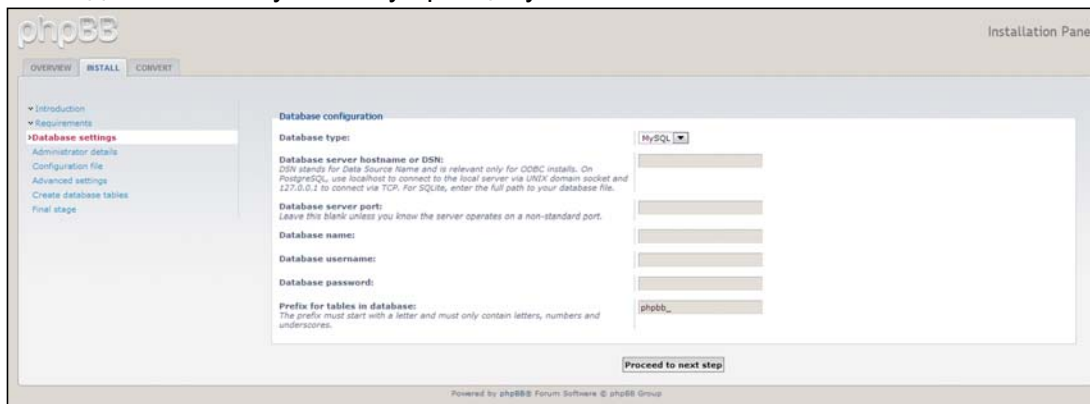 phpBB
Installation Pane
OVERVIEW INSTALL CONVERT
Introduction
Requirements
Database settings
Administrator details
Configuration file
Advanced settings
Create database tables
Final stage
Database configuration
Database type:
MySQL
Database server hostname or DSN:
DSN stands for Data Source Name and is relevant only for ODBC installs. On
PostgreSQL, use localhost to connect to the local server via UNIX domain socket and
127.0.0.1 to connect via TCP. For SQLite, enter the full path to your database file.
Database server port:
Leave this blank unless you know the server operates on a non-standard port.
Database name:
Database username:
Database password:
Prefix for tables in database:
phpbb_
The prefix must start with a letter and must only contain letters, numbers and
underscores.
Proceed to next step
Powered by phpBB® Forum Software © phpBB Group